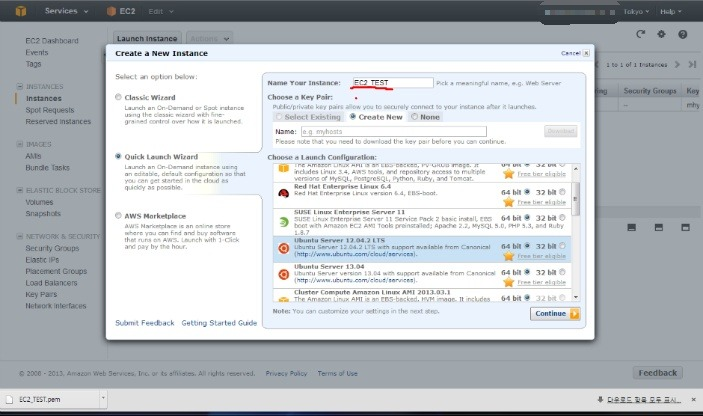 Services
EC2
Edit
Tokyo
Help
EC2 Dashboard
Events
Tags
INSTANCES
Instances
Spot Requests
Reserved Instances
IMAGES
AMIs
Bundle Tasks
ELASTIC BLOCK STORE
Volumes
Snapshots
NETWORK & SECURITY
Security Groups
Elastic IPs
Placement Groups
Load Balancers
Key Pairs
Network Interfaces
Launch Instance
Actions
1 to 1 of 1 Instances
Security Groups
Key
Create a New Instance
Cancel
Select an option below:
Classic Wizard
Launch an On-Demand or Spot instance
using the classic wizard with fine-
grained control over how it is launched.
Quick Launch Wizard
Launch an On-Demand instance using
an editable, default configuration so that
you can get started in the cloud as
quickly as possible.
AWS Marketplace
AWS Marketplace is an online store
where you can find and buy software
that runs on AWS. Launch with 1-Click
and pay by the hour.
Submit Feedback Getting Started Guide
Name Your Instance: EC2_TEST Pick a meaningful name, e.g. Web Server
Choose a Key Pair:
Public/private key pairs allow you to securely connect to your instance after it launches.
Select Existing Create New None
Name: e.g. myhosts Download
Please note that you need to download the key pair before you can continue.
Choose a Launch Configuration:
The Amazon Linux AMI is an EBS-backed, PV-GRUB image. It
includes Linux 3.4, AWS tools, and repository access to multiple
versions of MySQL, PostgreSQL, Python, Ruby, and Tomcat.
64 bit 32 bit
Free tier eligible
Red Hat Enterprise Linux 6.4
Red Hat Enterprise Linux version 6.4, EBS-boot.
64 bit 32 bit
Free tier eligible
SUSE Linux Enterprise Server 11
SUSE Linux Enterprise Server 11 Service Pack 2 basic install, EBS
boot with Amazon EC2 AMI Tools preinstalled; Apache 2.2, MySQL 5.0, PHP 5.3, and Ruby
1.8.7
64 bit 32 bit
Free tier eligible
Ubuntu Server 12.04.2 LTS
Ubuntu Server 12.04.2 LTS with support available from Canonical
(http://www.ubuntu.com/cloud/services).
64 bit 32 bit
Free tier eligible
Ubuntu Server 13.04
Ubuntu Server version 13.04 with support available from Canonical
(http://www.ubuntu.com/cloud/services).
64 bit 32 bit
Free tier eligible
Cluster Compute Amazon Linux AMI 2013.03.1
The Amazon Linux AMI is an EBS-backed, HVM image. It includes
64 bit 32 bit
Note: You can customize your settings in the next step.
Continue
© 2008 - 2013, Amazon Web Services, Inc. or its affiliates. All rights reserved. Privacy Policy Terms of Use
Feedback
EC2_TEST.pem